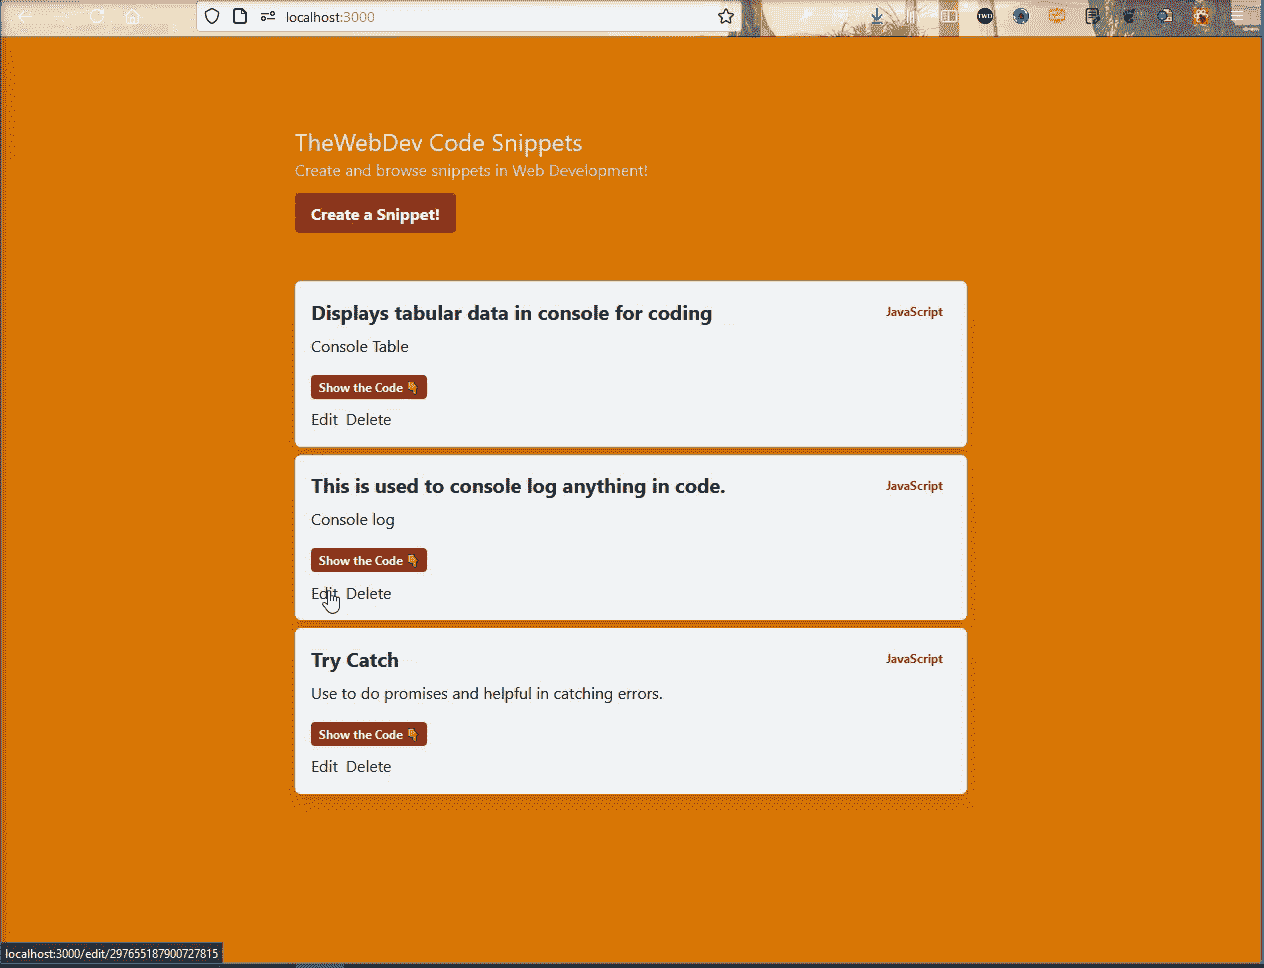 localhost:3000
TWD
TheWebDev Code Snippets
Create and browse snippets in Web Development!
Create a Snippet!
Displays tabular data in console for coding
JavaScript
Console Table
Show the Code 👇
Edit Delete
This is used to console log anything in code.
JavaScript
Console log
Show the Code 👇
Edit Delete
Try Catch
JavaScript
Use to do promises and helpful in catching errors.
Show the Code 👇
Edit Delete
localhost:3000/edit/297655187900727815